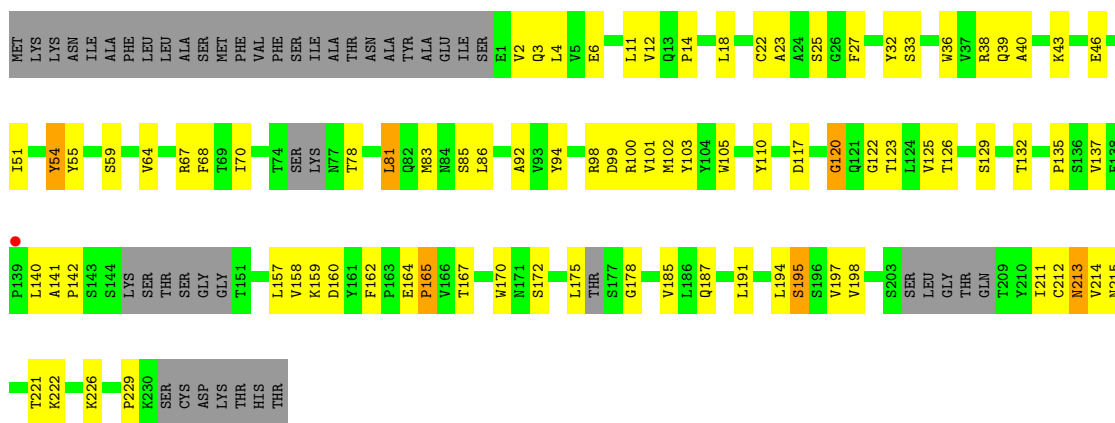 MET LYS LYS ASN ILE ALA PHE LEU LEU ALA SER MET PHE VAL PHE SER ILE ALA THR ASN ALA TYR ALA GLU ILE SER E1 V2 Q3 L4 V5 E6 L11 V12 Q13 P14 L18 C22 A23 A24 S25 G26 F27 Y32 S33 W36 V37 R38 Q39 A40 K43 E46
I51 Y54 Y55 S59 V64 R67 F68 T69 I70 T74 SER LYS N77 T78 L81 Q82 M83 N84 S85 L86 A92 V93 Y94 R98 D99 R100 V101 M102 Y103 Y104 W105 Y110 D117 G120 Q121 G122 T123 L124 V125 T126 S129 T132 P135 S136 V137 F138
P139 L140 A141 P142 S143 S144 LYS SER THR SER GLY GLY T151 L157 V158 K159 D160 Y161 F162 P163 E164 P165 V166 T167 W170 N171 S172 L175 THR S177 G178 V185 L186 Q187 L191 L194 S195 S196 V197 V198 S203 SER LEU GLY THR GLN T209 Y210 I211 C212 N213 V214 N215
T221 K222 K226 P229 K230 SER CYS ASP LYS THR HIS THR